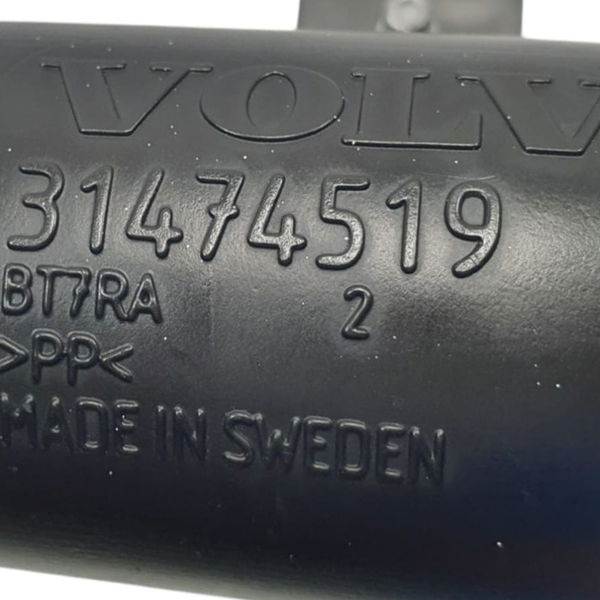 VOLV
31474519
BT7RA 2
>PP<
MADE IN SWEDEN